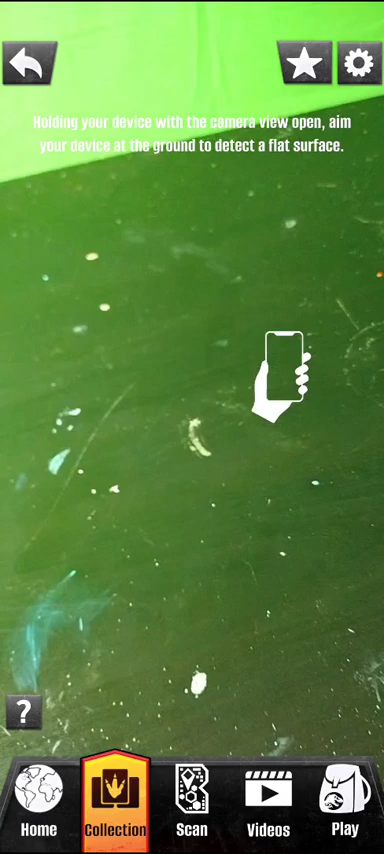 Holding your device with the camera view open, aim
your device at the ground to detect a flat surface.
?
Home
Collection
Scan
Videos
Play